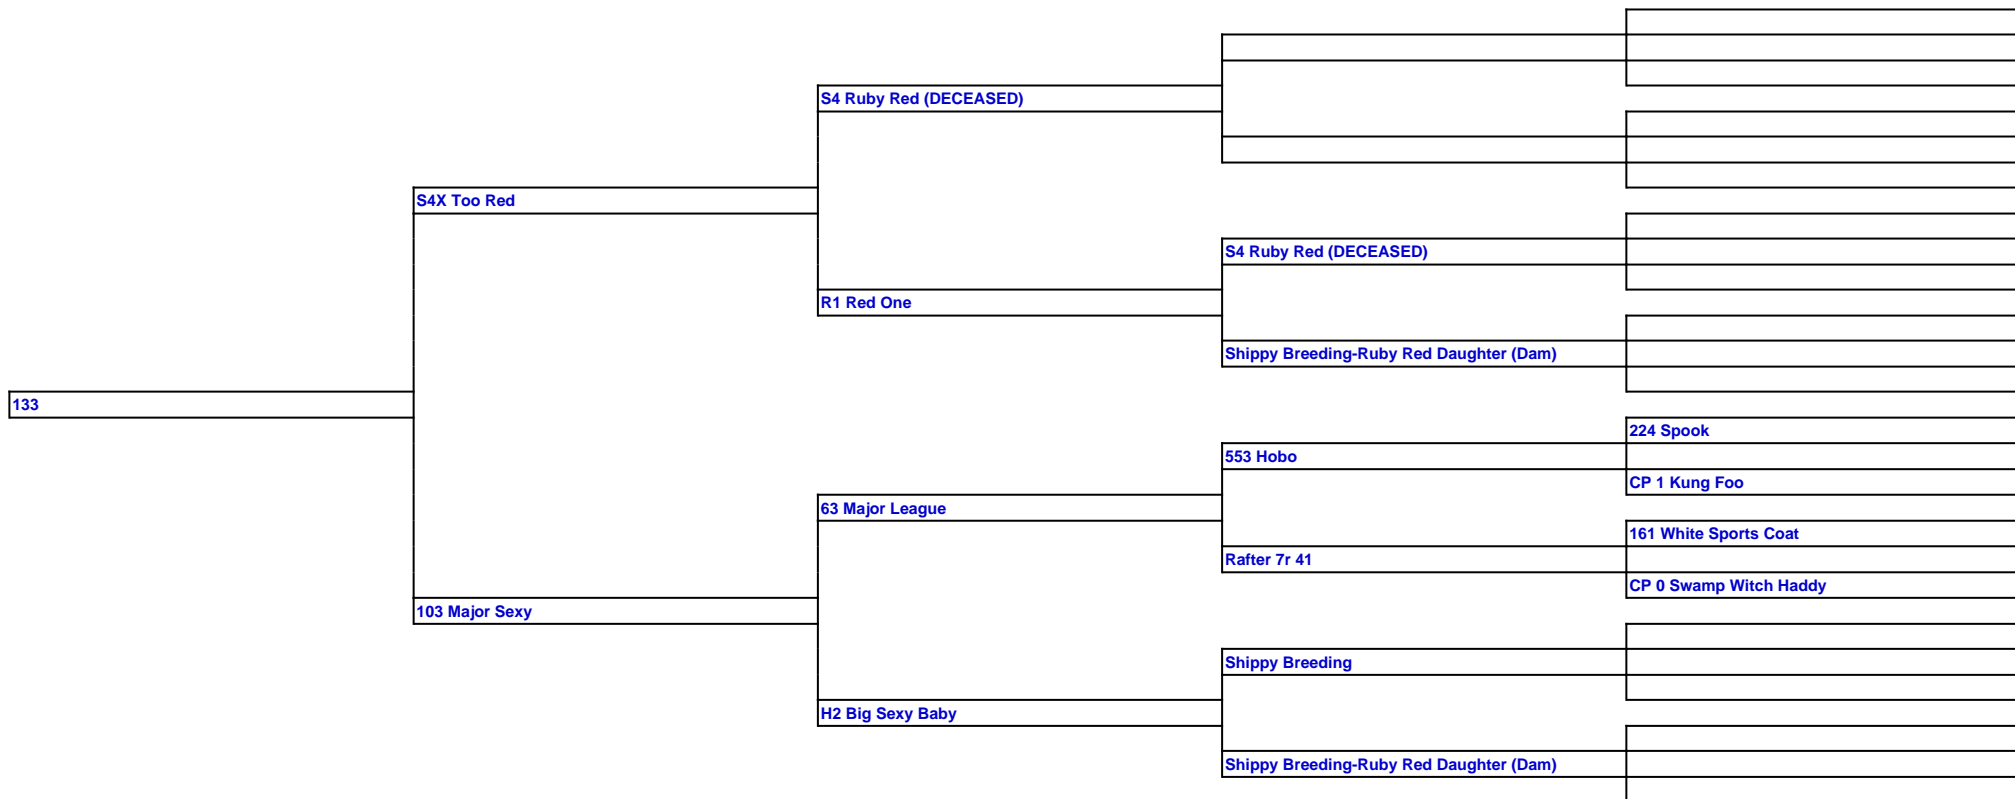 S4 Ruby Red (DECEASED)
S4X Too Red
S4 Ruby Red (DECEASED)
R1 Red One
Shippy Breeding-Ruby Red Daughter (Dam)
133
224 Spook
553 Hobo
CP 1 Kung Foo
63 Major League
161 White Sports Coat
Rafter 7r 41
CP 0 Swamp Witch Haddy
103 Major Sexy
Shippy Breeding
H2 Big Sexy Baby
Shippy Breeding-Ruby Red Daughter (Dam)